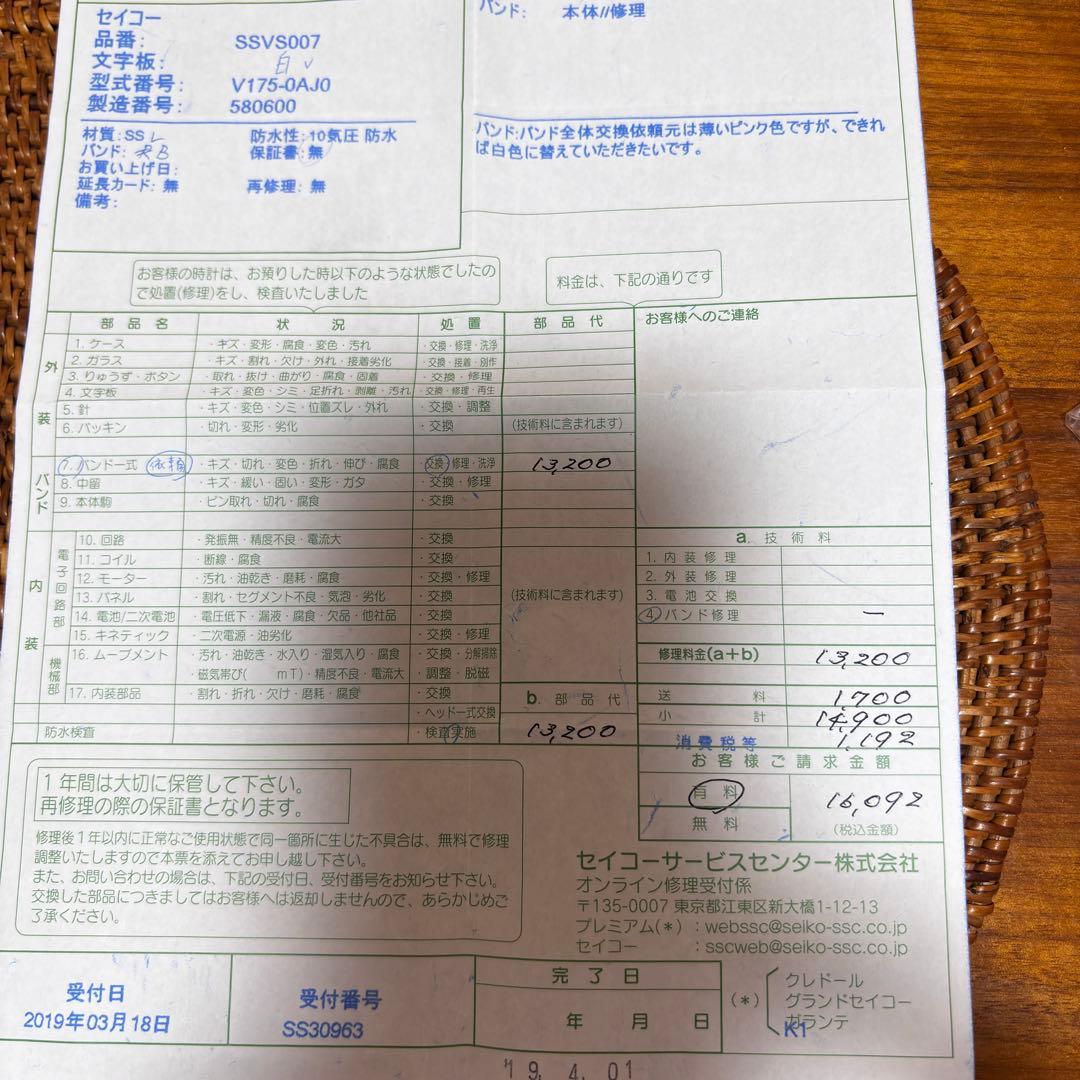 セイコー
品番: SSVS007
文字板: 白
型式番号: V175-0AJ0
製造番号: 580600
材質: SS
バンド:
お買い上げ日:
延長カード: 無
備考:
防水性: 10気圧 防水
保証書: 無
再修理: 無
バンド: 本体//修理
バンド:バンド全体交換依頼元は薄いピンク色ですが、できれ
ば白色に替えていただきたいです。
お客様の時計は、お預りした時以下のような状態でしたの
で処置(修理)をし、検査いたしました
料金は、下記の通りです
部品名 状況 処置 部品代
外装
1. ケース ・キズ・変形・腐食・変色・汚れ ・交換・修理・洗浄
2. ガラス ・キズ・割れ・欠け・外れ・接着劣化 ・交換・接着・別作
3. りゅうず・ボタン ・取れ・抜け・曲がり・腐食・固着 ・交換・修理
4. 文字板 ・キズ・変色・シミ・足折れ・剥離・汚れ ・交換・修理・再生
5. 針 ・キズ・変色・シミ・位置ズレ・外れ ・交換・調整
6. パッキン ・切れ・変形・劣化 ・交換 (技術料に含まれます)
バンド
7. バンド一式 依頼 ・キズ・切れ・変色・折れ・伸び・腐食 交換・修理・洗浄 13,200
8. 中留 ・キズ・緩い・固い・変形・ガタ ・交換・修理
9. 本体駒 ・ピン取れ・切れ・腐食 ・交換
内装
電子回路部
10. 回路 ・発振無・精度不良・電流大 ・交換
11. コイル ・断線・腐食 ・交換
12. モーター ・汚れ・油乾き・磨耗・腐食 ・交換・修理
13. パネル ・割れ・セグメント不良・気泡・劣化 ・交換 (技術料に含まれます)
14. 電池/二次電池 ・電圧低下・漏液・腐食・欠品・他社品 ・交換
15. キネティック ・二次電源・油劣化 ・交換・修理
機械部
16. ムーブメント ・汚れ・油乾き・水入り・湿気入り・腐食 ・交換・分解掃除
・磁気帯び( mT)・精度不良・電流大 ・調整・脱磁
17. 内装部品 ・割れ・折れ・欠け・磨耗・腐食 ・交換
・ヘッド一式交換
防水検査 ・検査実施
b. 部品代
13,200
お客様へのご連絡
a. 技術料
1. 内装修理
2. 外装修理
3. 電池交換
4. バンド修理 ー
修理料金(a+b) 13,200
送料 1,700
小計 14,900
消費税等 1,192
お客様ご請求金額
有料 16,092
無料 (税込金額)
1年間は大切に保管して下さい。
再修理の際の保証書となります。
修理後1年以内に正常なご使用状態で同一箇所に生じた不具合は、無料で修理
調整いたしますので本票を添えてお申し越し下さい。
また、お問い合わせの場合は、下記の受付日、受付番号をお知らせ下さい。
交換した部品につきましてはお客様へは返却しませんので、あらかじめご
了承ください。
セイコーサービスセンター株式会社
オンライン修理受付係
〒135-0007 東京都江東区新大橋1-12-13
プレミアム(*) : webssc@seiko-ssc.co.jp
セイコー : sscweb@seiko-ssc.co.jp
受付日
2019年03月18日
受付番号
SS30963
完了日
年 月 日
(*)
クレドール
グランドセイコー
ガランテ
K1
'19. 4. 01